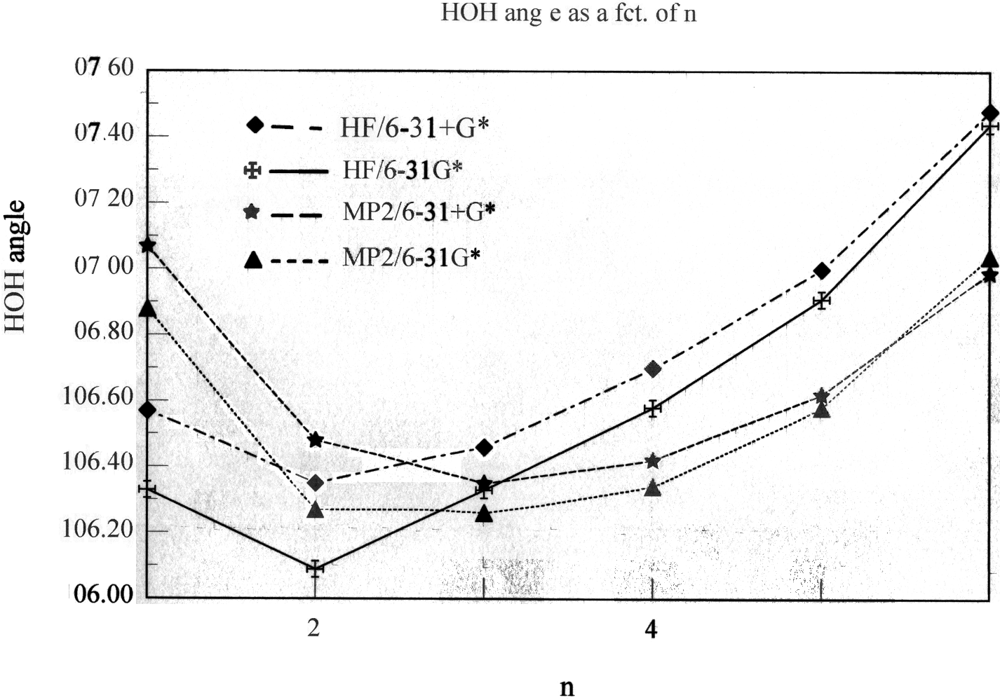 HOH ang e as a fct. of n
07 60
07.40
07 20
07 00
06.80
106.60
106.40
106.20
06.00
HOH angle
HF/6-31+G*
HF/6-31G*
MP2/6-31+G*
MP2/6-31G*
2
4
n